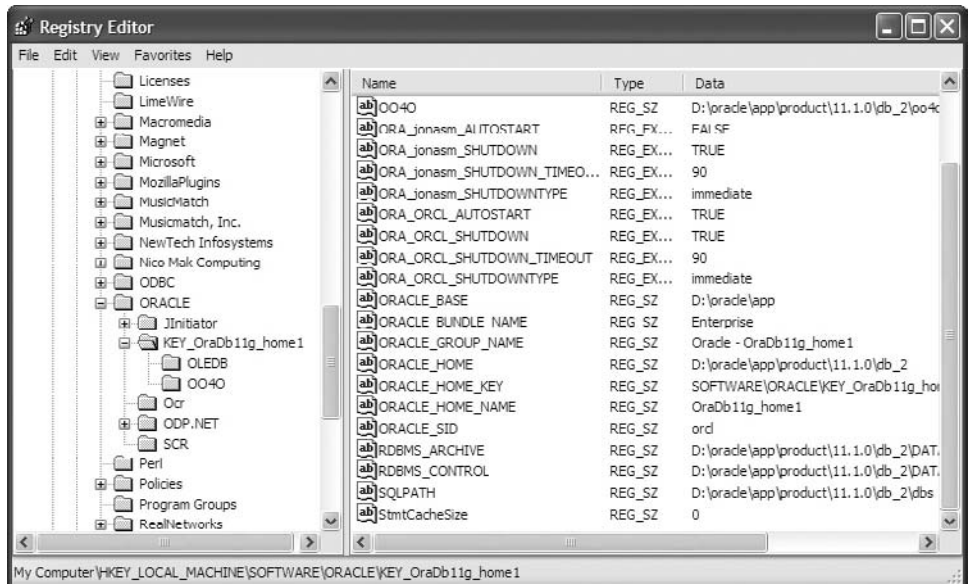 Registry Editor
File Edit View Favorites Help
Licenses
LimeWire
Macromedia
Magnet
Microsoft
MozillaPlugins
MusicMatch
Musicmatch, Inc.
NewTech Infosystems
Nico Mak Computing
ODBC
ORACLE
JInitiator
KEY_OraDb11g_home1
OLEDB
OO4O
Ocr
ODP.NET
SCR
Perl
Policies
Program Groups
RealNetworks
Name Type Data
OO4O REG_SZ D:\oracle\app\product\11.1.0\db_2\oo4o
ORA_jonasm_AUTOSTART REG_EX... FALSE
ORA_jonasm_SHUTDOWN REG_EX... TRUE
ORA_jonasm_SHUTDOWN_TIMEO... REG_EX... 90
ORA_jonasm_SHUTDOWNTYPE REG_EX... immediate
ORA_ORCL_AUTOSTART REG_EX... TRUE
ORA_ORCL_SHUTDOWN REG_EX... TRUE
ORA_ORCL_SHUTDOWN_TIMEOUT REG_EX... 90
ORA_ORCL_SHUTDOWNTYPE REG_EX... immediate
ORACLE_BASE REG_SZ D:\oracle\app
ORACLE_BUNDLE_NAME REG_SZ Enterprise
ORACLE_GROUP_NAME REG_SZ Oracle - OraDb11g_home1
ORACLE_HOME REG_SZ D:\oracle\app\product\11.1.0\db_2
ORACLE_HOME_KEY REG_SZ SOFTWARE\ORACLE\KEY_OraDb11g_ho
ORACLE_HOME_NAME REG_SZ OraDb11g_home1
ORACLE_SID REG_SZ orcl
RDBMS_ARCHIVE REG_SZ D:\oracle\app\product\11.1.0\db_2\DAT
RDBMS_CONTROL REG_SZ D:\oracle\app\product\11.1.0\db_2\DAT
SQLPATH REG_SZ D:\oracle\app\product\11.1.0\db_2\dbs
StmtCacheSize REG_SZ 0
My Computer\HKEY_LOCAL_MACHINE\SOFTWARE\ORACLE\KEY_OraDb11g_home1